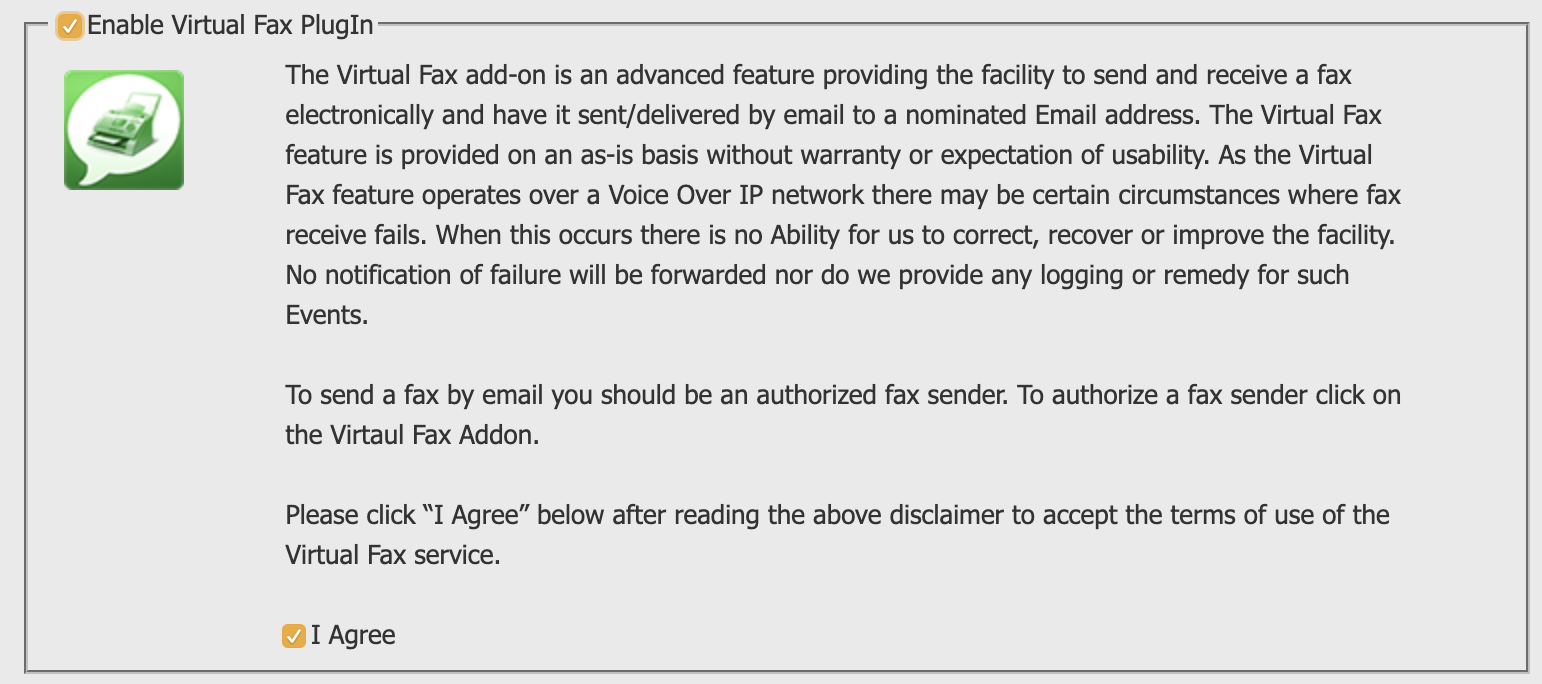 Enable Virtual Fax PlugIn
The Virtual Fax add-on is an advanced feature providing the facility to send and receive a fax
electronically and have it sent/delivered by email to a nominated Email address. The Virtual Fax
feature is provided on an as-is basis without warranty or expectation of usability. As the Virtual
Fax feature operates over a Voice Over IP network there may be certain circumstances where fax
receive fails. When this occurs there is no Ability for us to correct, recover or improve the facility.
No notification of failure will be forwarded nor do we provide any logging or remedy for such
Events.
To send a fax by email you should be an authorized fax sender. To authorize a fax sender click on
the Virtaul Fax Addon.
Please click “I Agree” below after reading the above disclaimer to accept the terms of use of the
Virtual Fax service.
I Agree